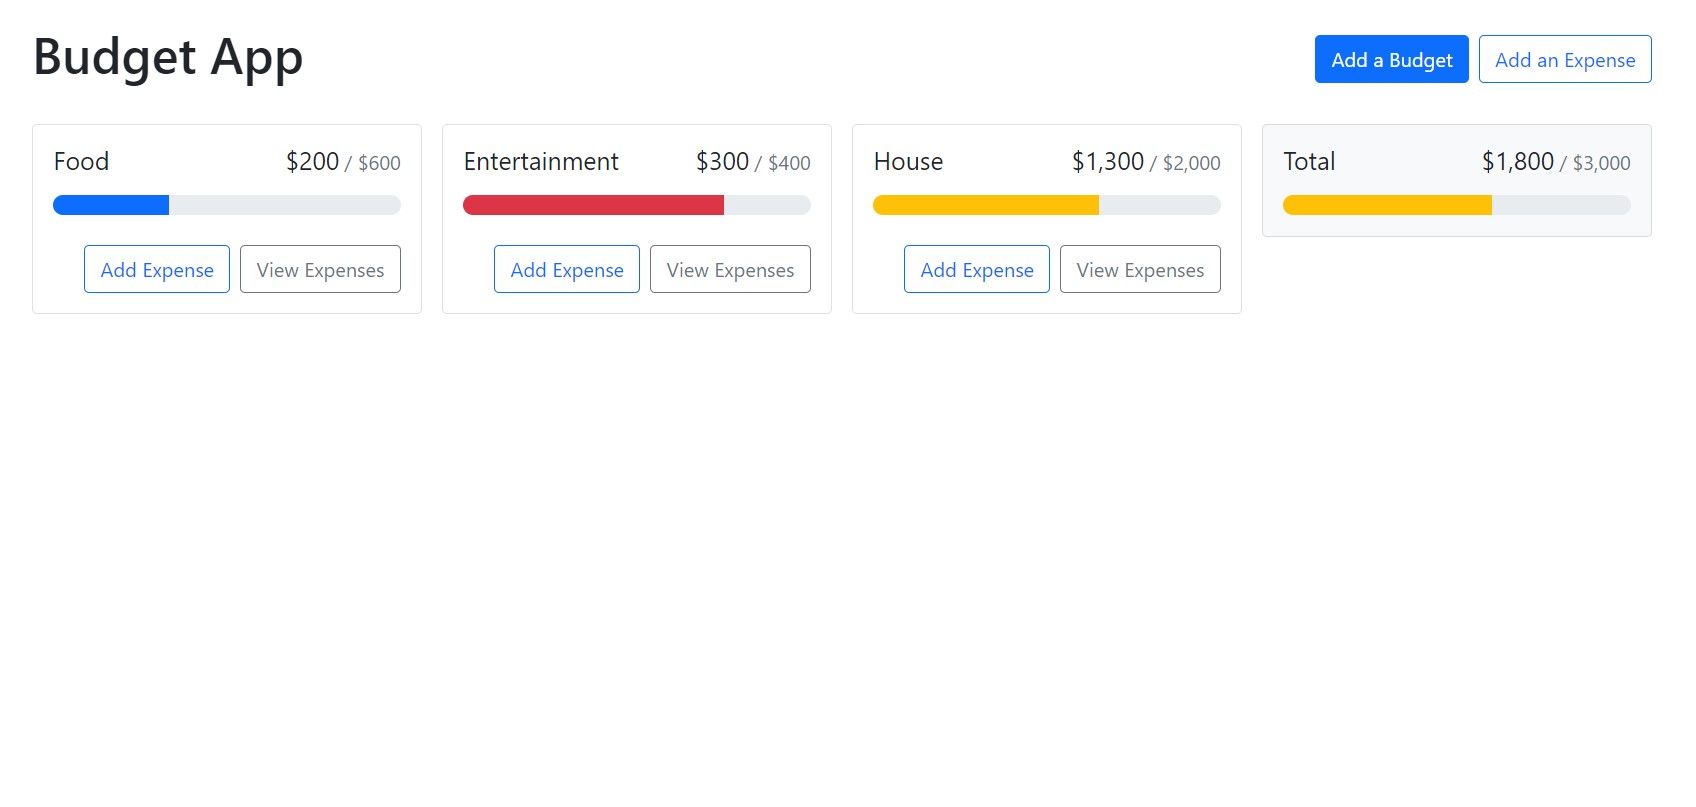 Budget App
Add a Budget
Add an Expense
Food $200 / $600
Add Expense View Expenses
Entertainment $300 / $400
Add Expense View Expenses
House $1,300 / $2,000
Add Expense View Expenses
Total $1,800 / $3,000